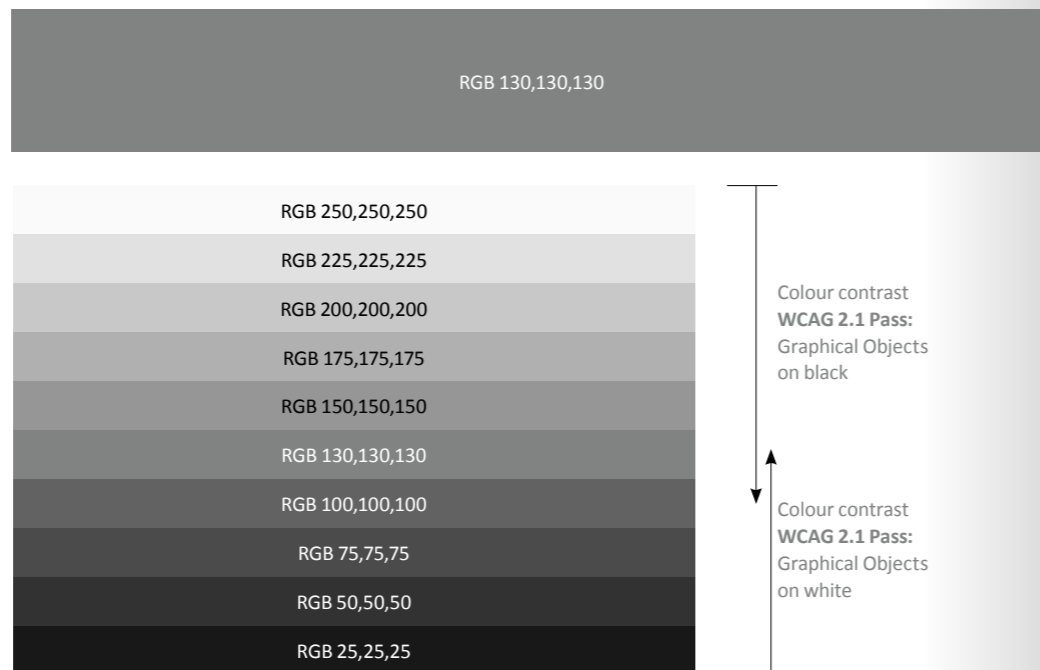 RGB 130,130,130
RGB 250,250,250
RGB 225,225,225
RGB 200,200,200
RGB 175,175,175
RGB 150,150,150
RGB 130,130,130
RGB 100,100,100
RGB 75,75,75
RGB 50,50,50
RGB 25,25,25
Colour contrast
WCAG 2.1 Pass:
Graphical Objects
on black
Colour contrast
WCAG 2.1 Pass:
Graphical Objects
on white